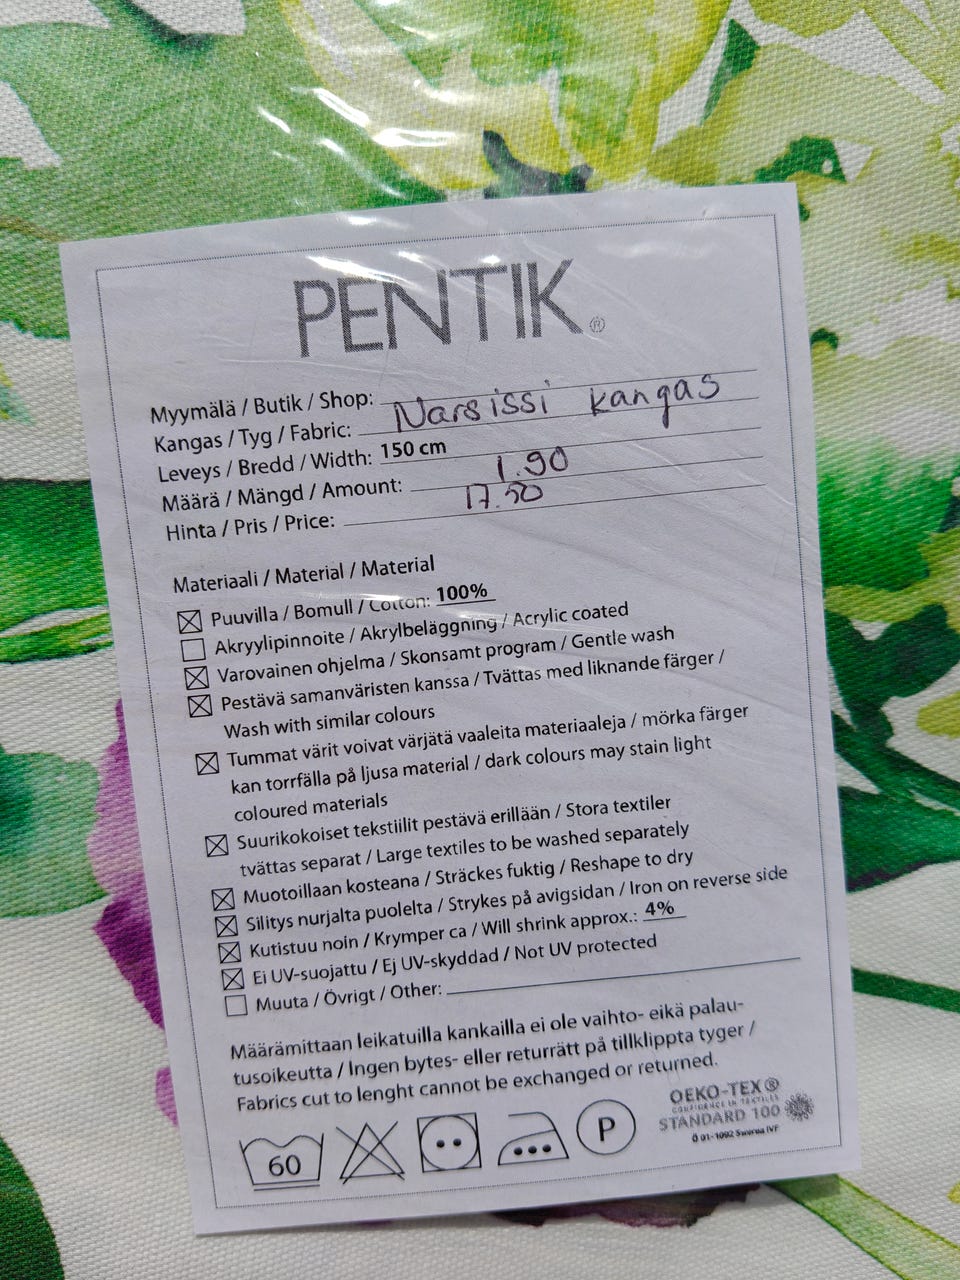 PENTIK®
Myymälä / Butik / Shop:
Kangas / Tyg / Fabric: Narsissi kangas
Leveys / Bredd / Width: 150 cm
Määrä / Mängd / Amount: 1.90
Hinta / Pris / Price: 17.50
Materiaali / Material / Material
Puuvilla / Bomull / Cotton: 100%
Akryylipinnoite / Akrylbeläggning / Acrylic coated
Varovainen ohjelma / Skonsamt program / Gentle wash
Pestävä samanväristen kanssa / Tvättas med liknande färger /
Wash with similar colours
Tummat värit voivat värjätä vaaleita materiaaleja / mörka färger
kan torrfälla på ljusa material / dark colours may stain light
coloured materials
Suurikokoiset tekstiilit pestävä erillään / Stora textiler
tvättas separat / Large textiles to be washed separately
Muotoillaan kosteana / Sträckes fuktig / Reshape to dry
Silitys nurjalta puolelta / Strykes på avigsidan / Iron on reverse side
Kutistuu noin / Krymper ca / Will shrink approx.: 4%
Ei UV-suojattu / Ej UV-skyddad / Not UV protected
Muuta / Övrigt / Other:
Määrämittaan leikatuilla kankailla ei ole vaihto- eikä palau-
tusoikeutta / Ingen bytes- eller returrätt på tillklippta tyger /
Fabrics cut to lenght cannot be exchanged or returned.
60
P
OEKO-TEX®
CONFIDENCE IN TEXTILES
STANDARD 100
Ö 01-1092 Swerea IVF